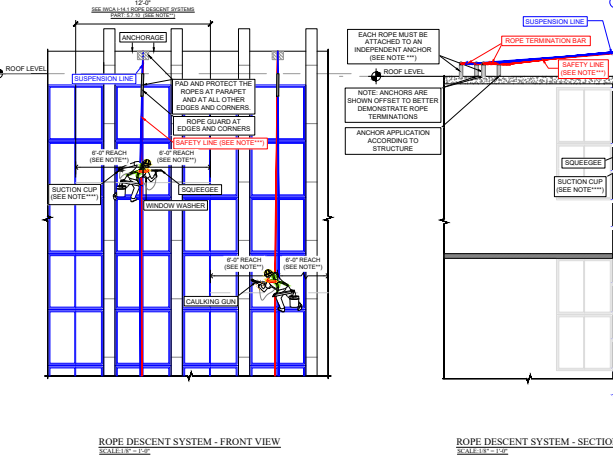 12'-0"
SEE IWCA I-14.1 ROPE DESCENT SYSTEMS
PART: 5.7.10 (SEE NOTE**)
ANCHORAGE
ROOF LEVEL
SUSPENSION LINE
PAD AND PROTECT THE
ROPES AT PARAPET
AND AT ALL OTHER
EDGES AND CORNERS.
ROPE GUARD AT
EDGES AND CORNERS
SAFETY LINE (SEE NOTE***)
6'-0" REACH
(SEE NOTE**)
6'-0" REACH
(SEE NOTE**)
SUCTION CUP
(SEE NOTE****)
SQUEEGEE
WINDOW WASHER
6'-0" REACH
(SEE NOTE**)
6'-0" REACH
(SEE NOTE**)
CAULKING GUN
ROPE DESCENT SYSTEM - FRONT VIEW
SCALE:1/8" = 1'-0"
SUSPENSION LINE
EACH ROPE MUST BE
ATTACHED TO AN
INDEPENDENT ANCHOR
(SEE NOTE ***)
ROPE TERMINATION BAR
SAFETY LINE
(SEE NOTE***)
ROOF LEVEL
NOTE: ANCHORS ARE
SHOWN OFFSET TO BETTER
DEMONSTRATE ROPE
TERMINATIONS
ANCHOR APPLICATION
ACCORDING TO
STRUCTURE
SQUEEGEE
SUCTION CUP
(SEE NOTE****)
ROPE DESCENT SYSTEM - SECTIO
SCALE:1/8" = 1'-0"